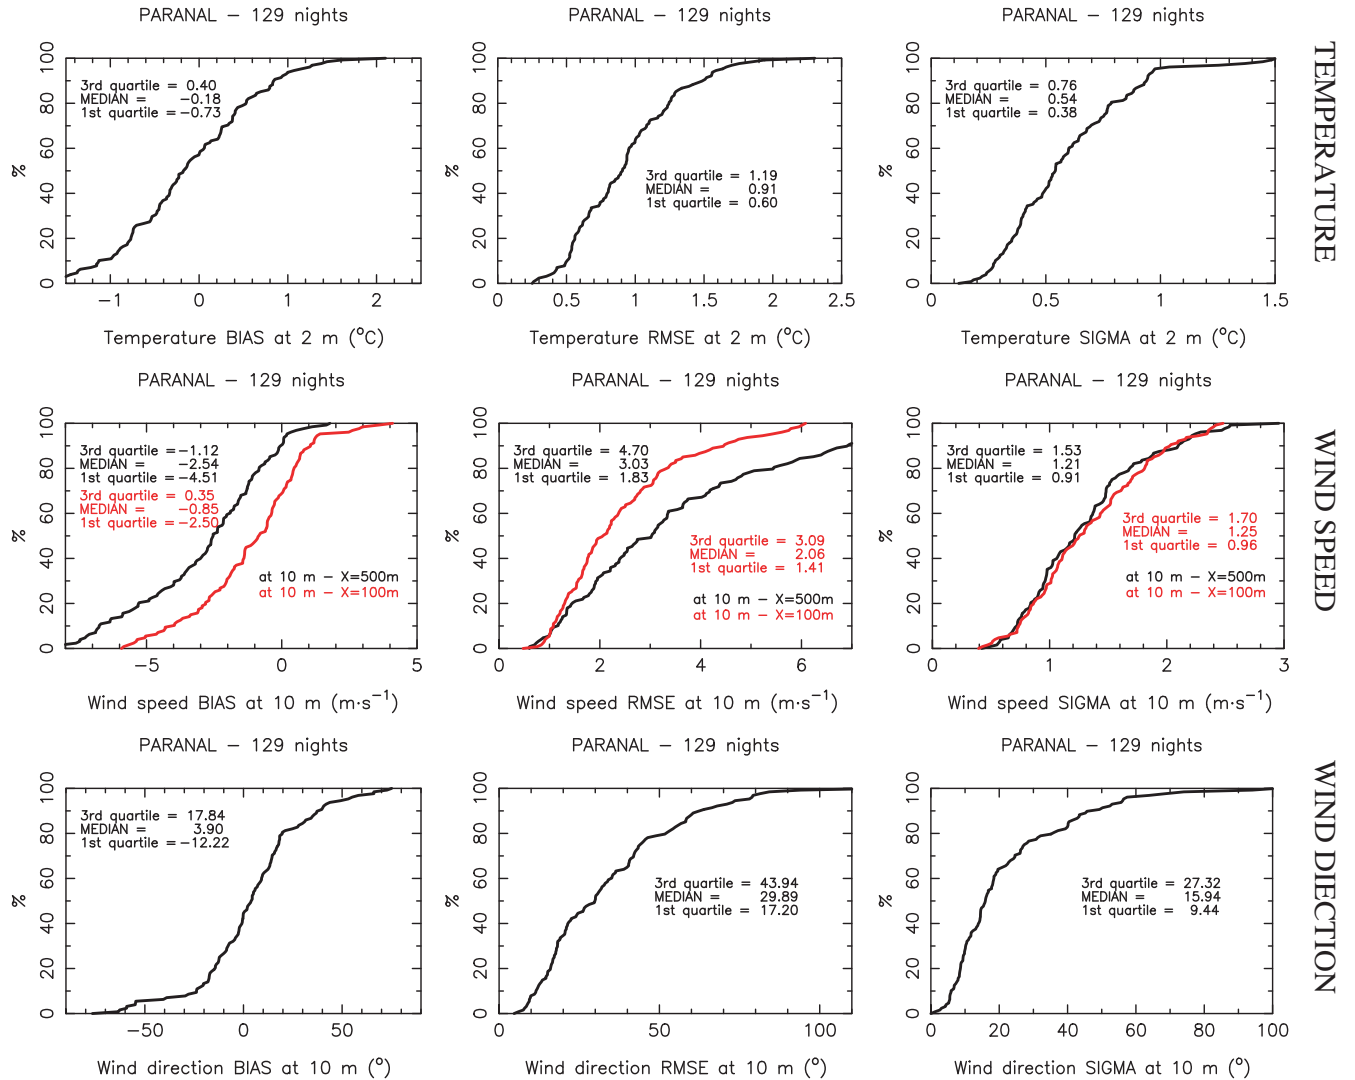 PARANAL − 129 nights
PARANAL − 129 nights
PARANAL − 129 nights
TEMPERATURE
%
0 20 40 60 80 100
3rd quartile = 0.40
MEDIAN = −0.18
1st quartile = −0.73
−1 0 1 2
Temperature BIAS at 2 m (°C)
%
0 20 40 60 80 100
3rd quartile = 1.19
MEDIAN = 0.91
1st quartile = 0.60
0 0.5 1 1.5 2 2.5
Temperature RMSE at 2 m (°C)
%
0 20 40 60 80 100
3rd quartile = 0.76
MEDIAN = 0.54
1st quartile = 0.38
0 0.5 1 1.5
Temperature SIGMA at 2 m (°C)
PARANAL − 129 nights
PARANAL − 129 nights
PARANAL − 129 nights
WIND SPEED
%
0 20 40 60 80 100
3rd quartile = −1.12
MEDIAN = −2.54
1st quartile = −4.51
3rd quartile = 0.35
MEDIAN = −0.85
1st quartile = −2.50
at 10 m − X=500m
at 10 m − X=100m
−5 0 5
Wind speed BIAS at 10 m (m·s⁻¹)
%
0 20 40 60 80 100
3rd quartile = 4.70
MEDIAN = 3.03
1st quartile = 1.83
3rd quartile = 3.09
MEDIAN = 2.06
1st quartile = 1.41
at 10 m − X=500m
at 10 m − X=100m
0 2 4 6
Wind speed RMSE at 10 m (m·s⁻¹)
%
0 20 40 60 80 100
3rd quartile = 1.53
MEDIAN = 1.21
1st quartile = 0.91
3rd quartile = 1.70
MEDIAN = 1.25
1st quartile = 0.96
at 10 m − X=500m
at 10 m − X=100m
0 1 2 3
Wind speed SIGMA at 10 m (m·s⁻¹)
PARANAL − 129 nights
PARANAL − 129 nights
PARANAL − 129 nights
WIND DIECTION
%
0 20 40 60 80 100
3rd quartile = 17.84
MEDIAN = 3.90
1st quartile = −12.22
−50 0 50
Wind direction BIAS at 10 m (°)
%
0 20 40 60 80 100
3rd quartile = 43.94
MEDIAN = 29.89
1st quartile = 17.20
0 50 100
Wind direction RMSE at 10 m (°)
%
0 20 40 60 80 100
3rd quartile = 27.32
MEDIAN = 15.94
1st quartile = 9.44
0 20 40 60 80 100
Wind direction SIGMA at 10 m (°)